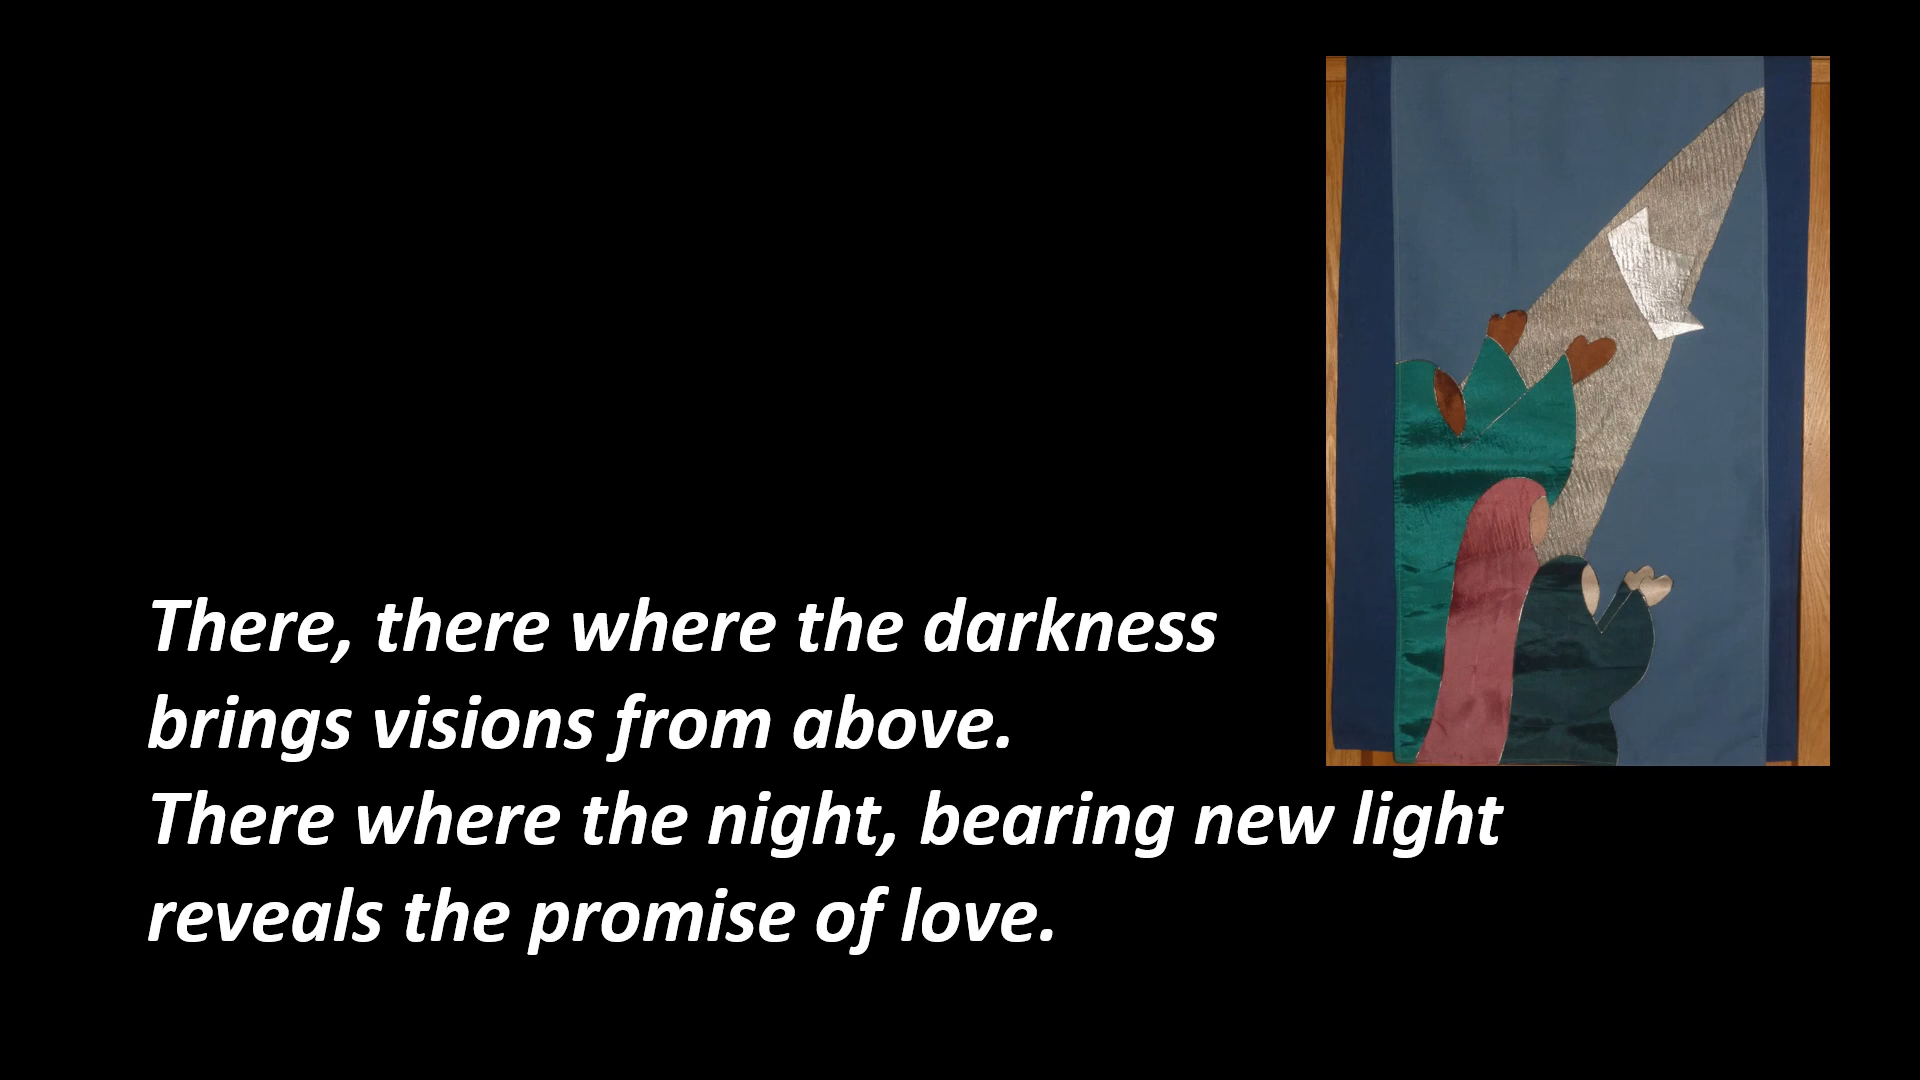 There, there where the darkness
brings visions from above.
There where the night, bearing new light
reveals the promise of love.